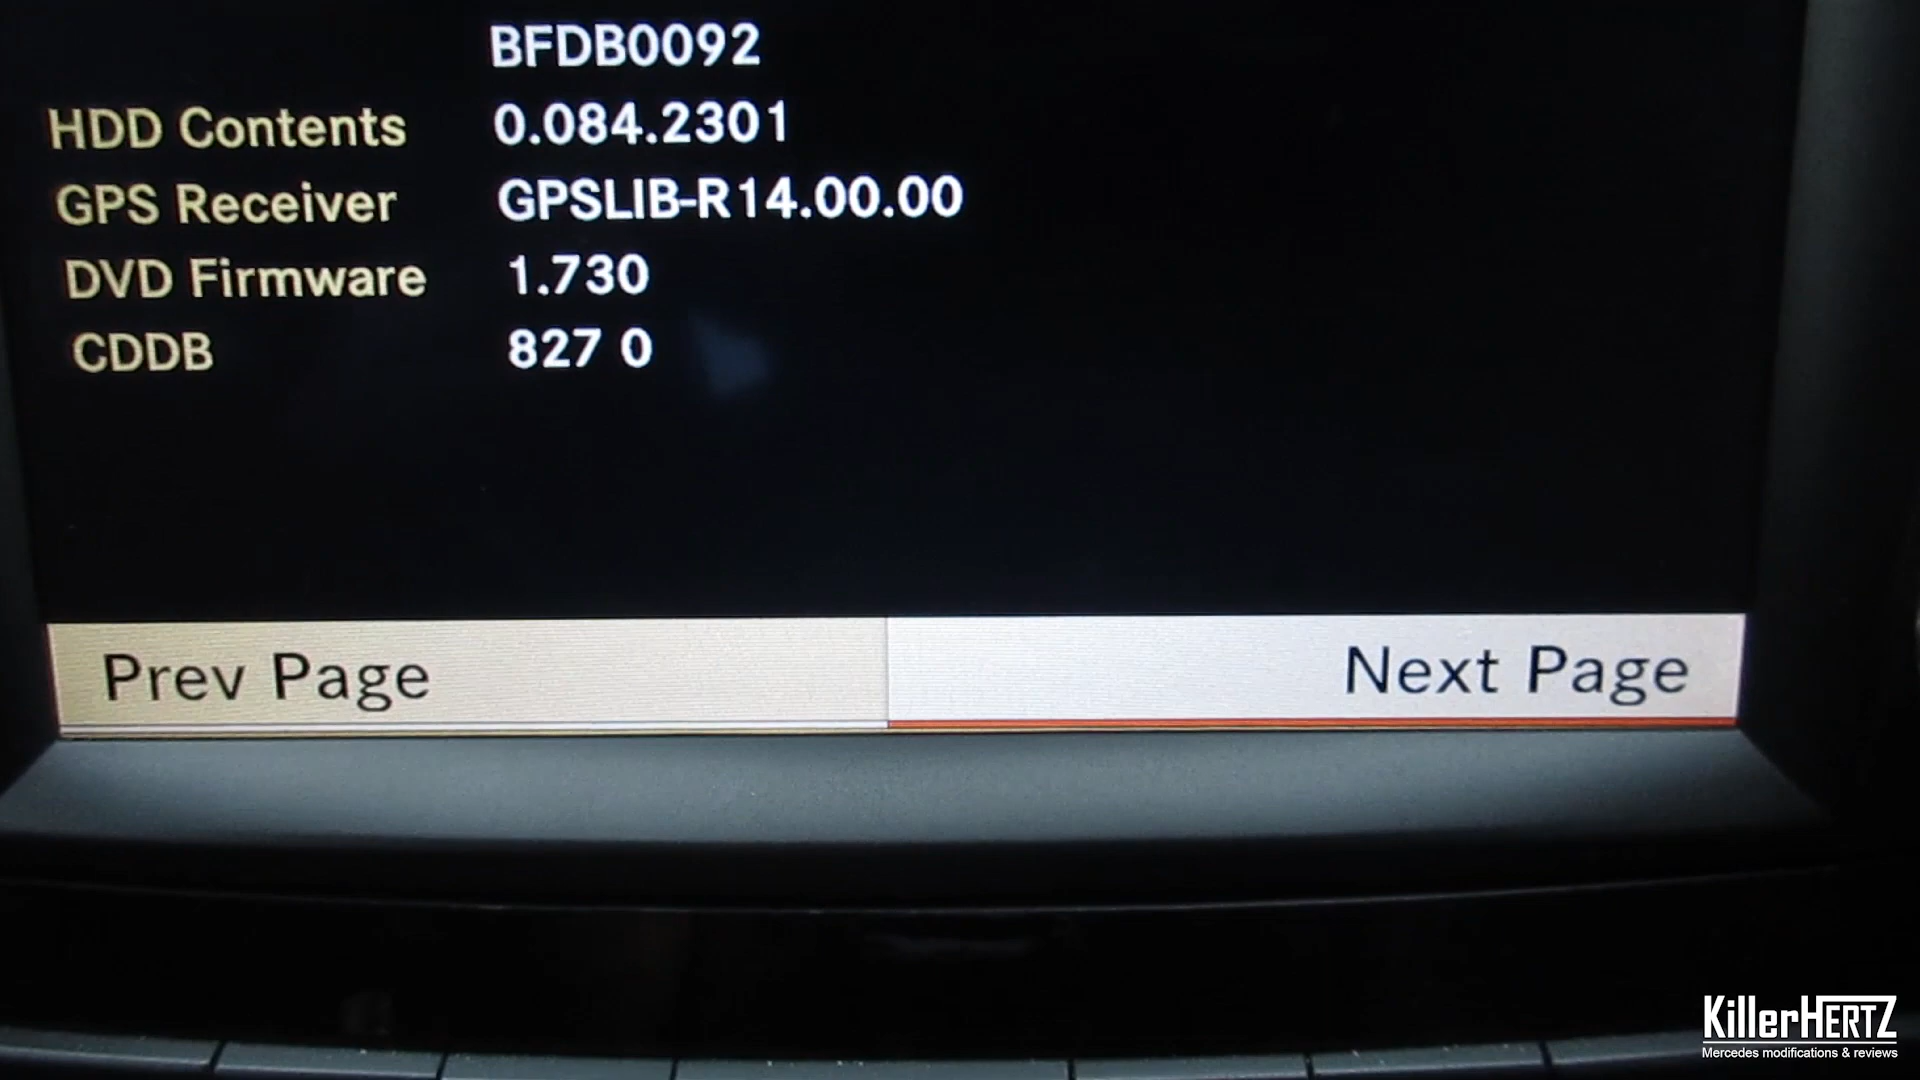 BFDB0092
HDD Contents 0.084.2301
GPS Receiver GPSLIB-R14.00.00
DVD Firmware 1.730
CDDB 827 0
Prev Page Next Page
KillerHERTZ
Mercedes modifications & reviews